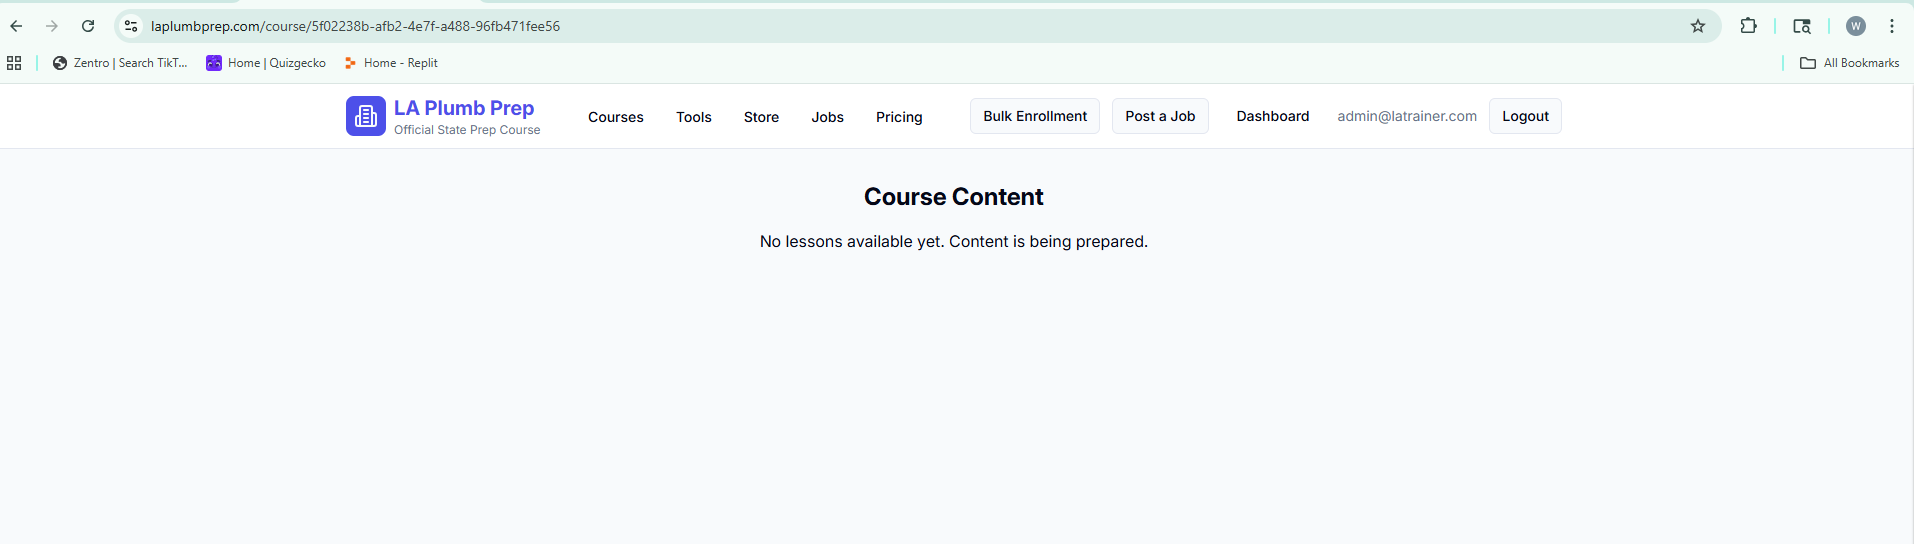 laplumbprep.com/course/5f02238b-afb2-4e7f-a488-96fb471fee56
W
Zentro | Search TikT...
Home | Quizgecko
Home - Replit
All Bookmarks
LA Plumb Prep
Official State Prep Course
Courses
Tools
Store
Jobs
Pricing
Bulk Enrollment
Post a Job
Dashboard
admin@latrainer.com
Logout
Course Content
No lessons available yet. Content is being prepared.